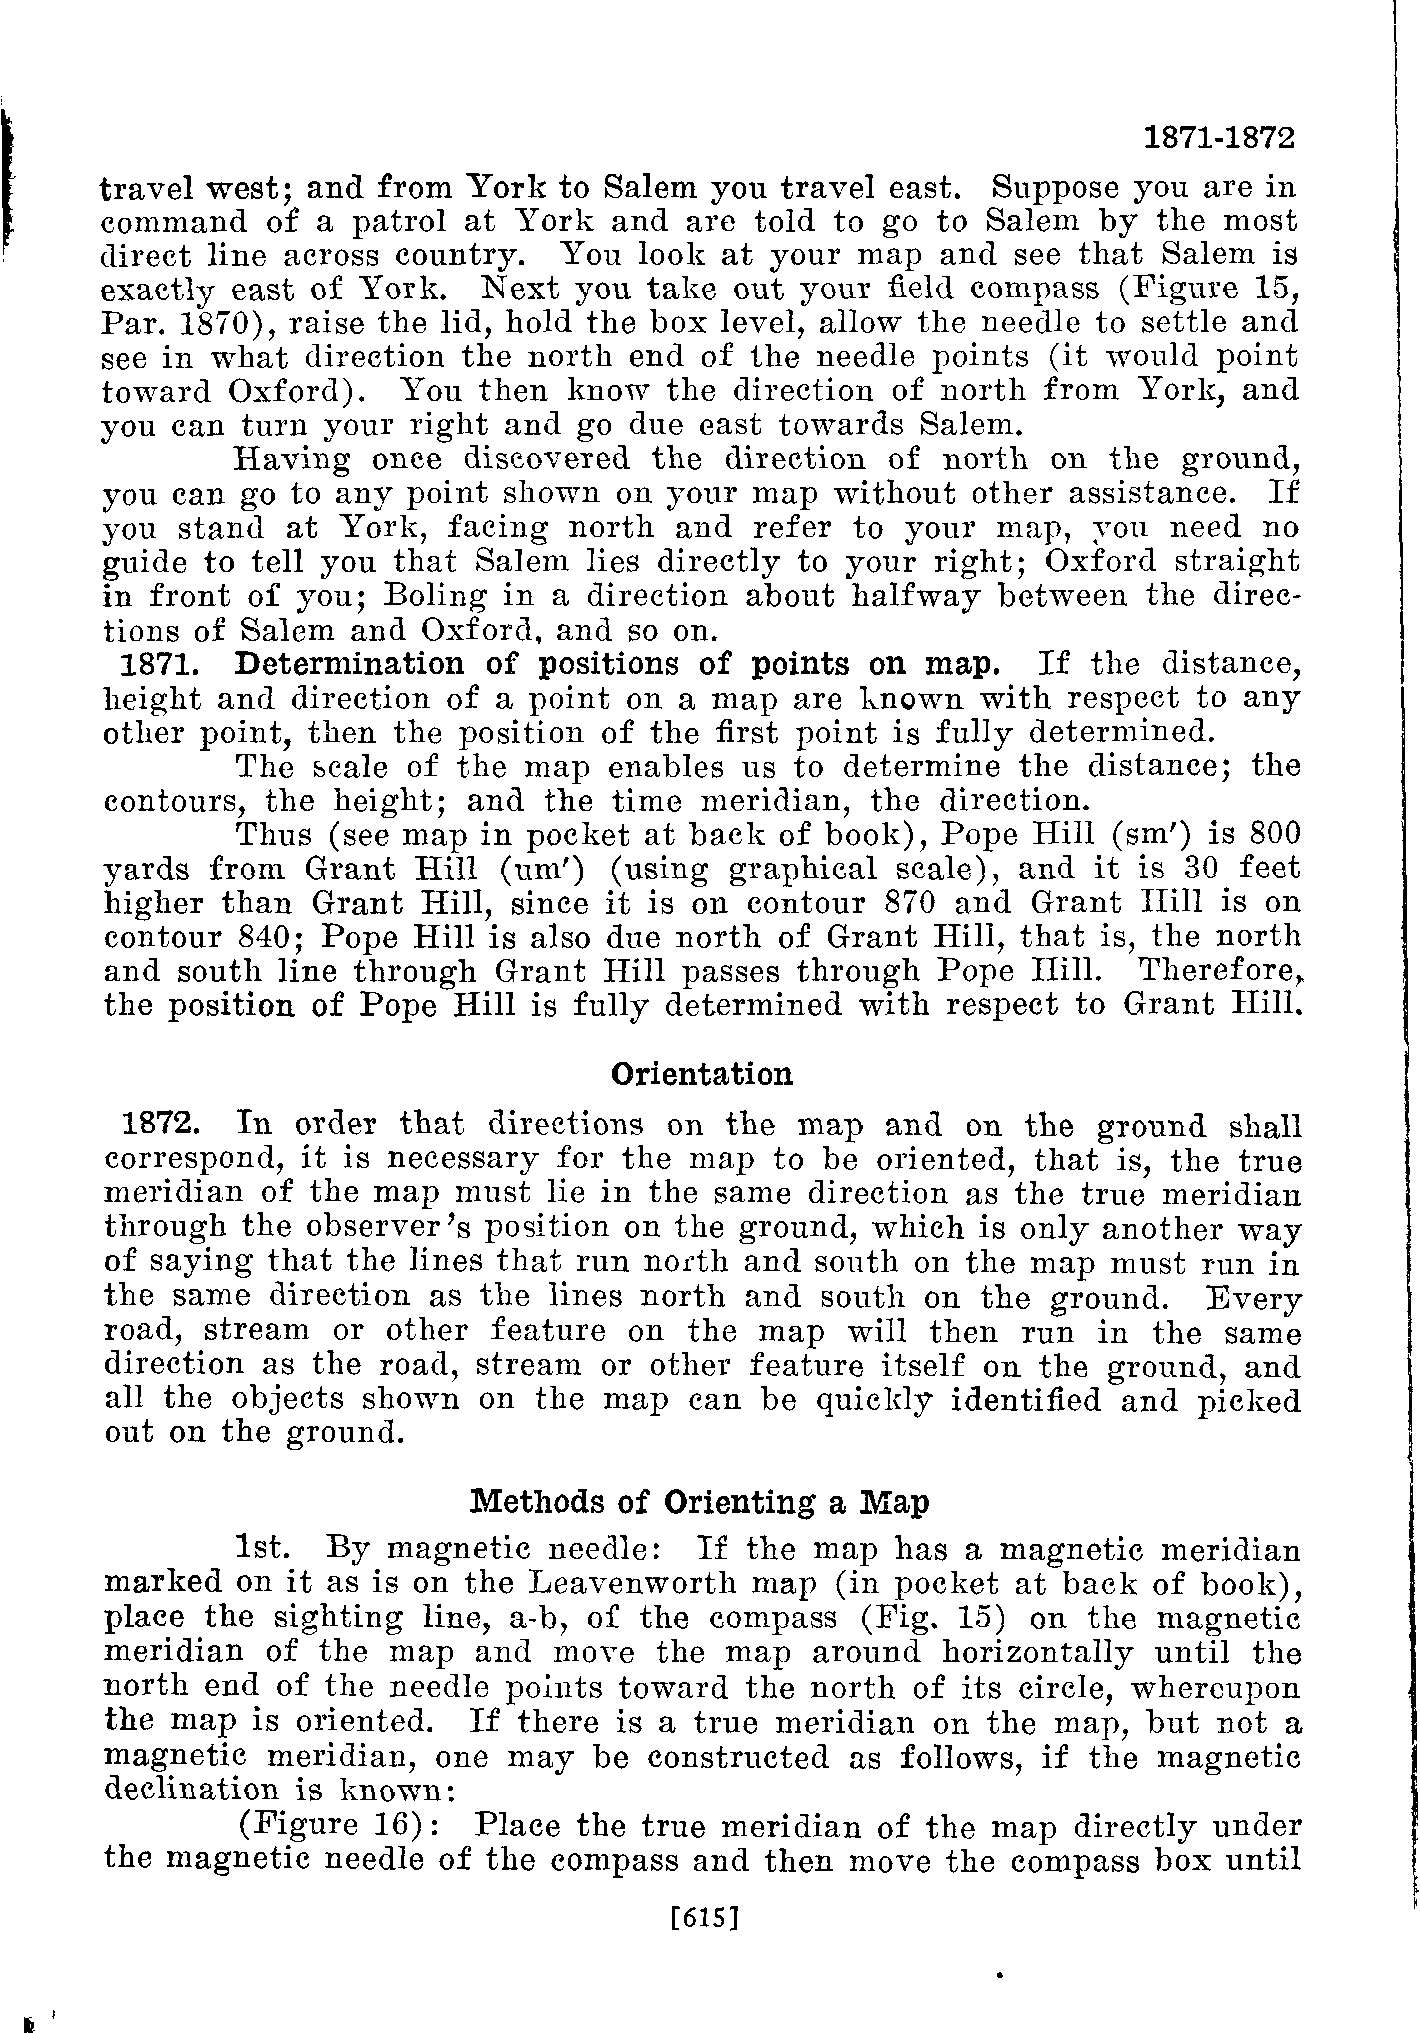 1871-1872
travel west; and from York to Salem you travel east. Suppose you are in
command of a patrol at York and are told to go to Salem by the most
direct line across country. You look at your map and see that Salem is
exactly east of York. Next you take out your field compass (Figure 15,
Par. 1870), raise the lid, hold the box level, allow the needle to settle and
see in what direction the north end of the needle points (it would point
toward Oxford). You then know the direction of north from York, and
you can turn your right and go due east towards Salem.
Having once discovered the direction of north on the ground,
you can go to any point shown on your map without other assistance. If
you stand at York, facing north and refer to your map, you need no
guide to tell you that Salem lies directly to your right; Oxford straight
in front of you; Boling in a direction about halfway between the direc-
tions of Salem and Oxford, and so on.
1871. Determination of positions of points on map. If the distance,
height and direction of a point on a map are known with respect to any
other point, then the position of the first point is fully determined.
The scale of the map enables us to determine the distance; the
contours, the height; and the time meridian, the direction.
Thus (see map in pocket at back of book), Pope Hill (sm') is 800
yards from Grant Hill (um') (using graphical scale), and it is 30 feet
higher than Grant Hill, since it is on contour 870 and Grant Hill is on
contour 840; Pope Hill is also due north of Grant Hill, that is, the north
and south line through Grant Hill passes through Pope Hill. Therefore,
the position of Pope Hill is fully determined with respect to Grant Hill.
Orientation
1872. In order that directions on the map and on the ground shall
correspond, it is necessary for the map to be oriented, that is, the true
meridian of the map must lie in the same direction as the true meridian
through the observer's position on the ground, which is only another way
of saying that the lines that run north and south on the map must run in
the same direction as the lines north and south on the ground. Every
road, stream or other feature on the map will then run in the same
direction as the road, stream or other feature itself on the ground, and
all the objects shown on the map can be quickly identified and picked
out on the ground.
Methods of Orienting a Map
1st. By magnetic needle: If the map has a magnetic meridian
marked on it as is on the Leavenworth map (in pocket at back of book),
place the sighting line, a-b, of the compass (Fig. 15) on the magnetic
meridian of the map and move the map around horizontally until the
north end of the needle points toward the north of its circle, whereupon
the map is oriented. If there is a true meridian on the map, but not a
magnetic meridian, one may be constructed as follows, if the magnetic
declination is known:
(Figure 16): Place the true meridian of the map directly under
the magnetic needle of the compass and then move the compass box until
[615]